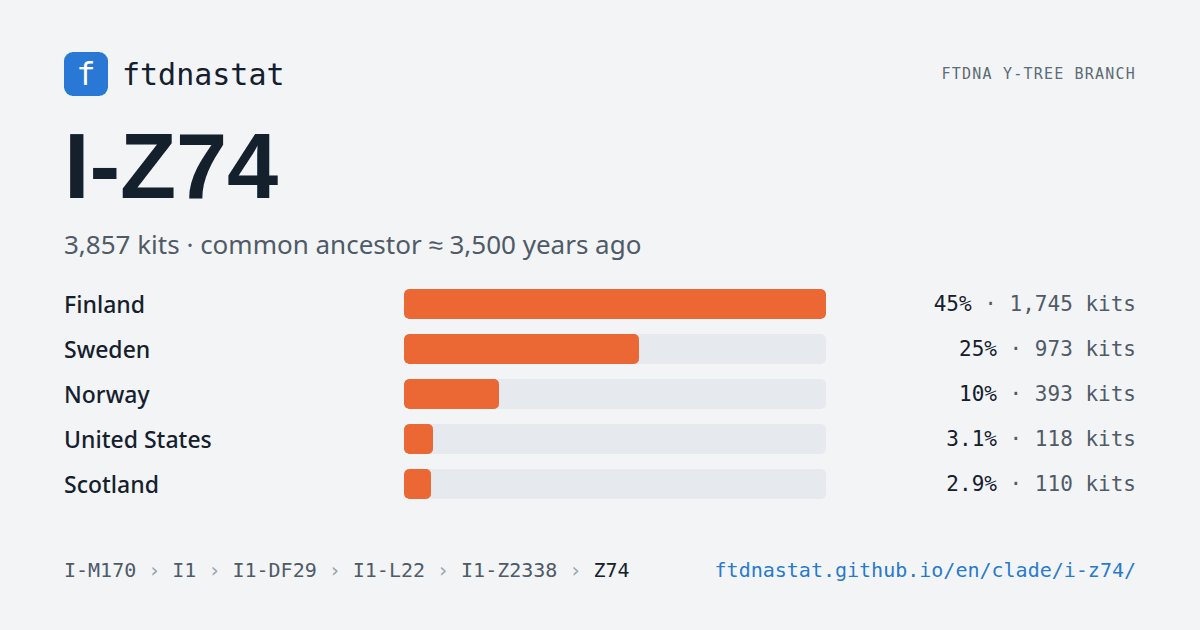 f ftdnastat
FTDNA Y-TREE BRANCH
I-Z74
3,857 kits · common ancestor ≈ 3,500 years ago
Finland 45% · 1,745 kits
Sweden 25% · 973 kits
Norway 10% · 393 kits
United States 3.1% · 118 kits
Scotland 2.9% · 110 kits
I-M170 › I1 › I1-DF29 › I1-L22 › I1-Z2338 › Z74
ftdnastat.github.io/en/clade/i-z74/